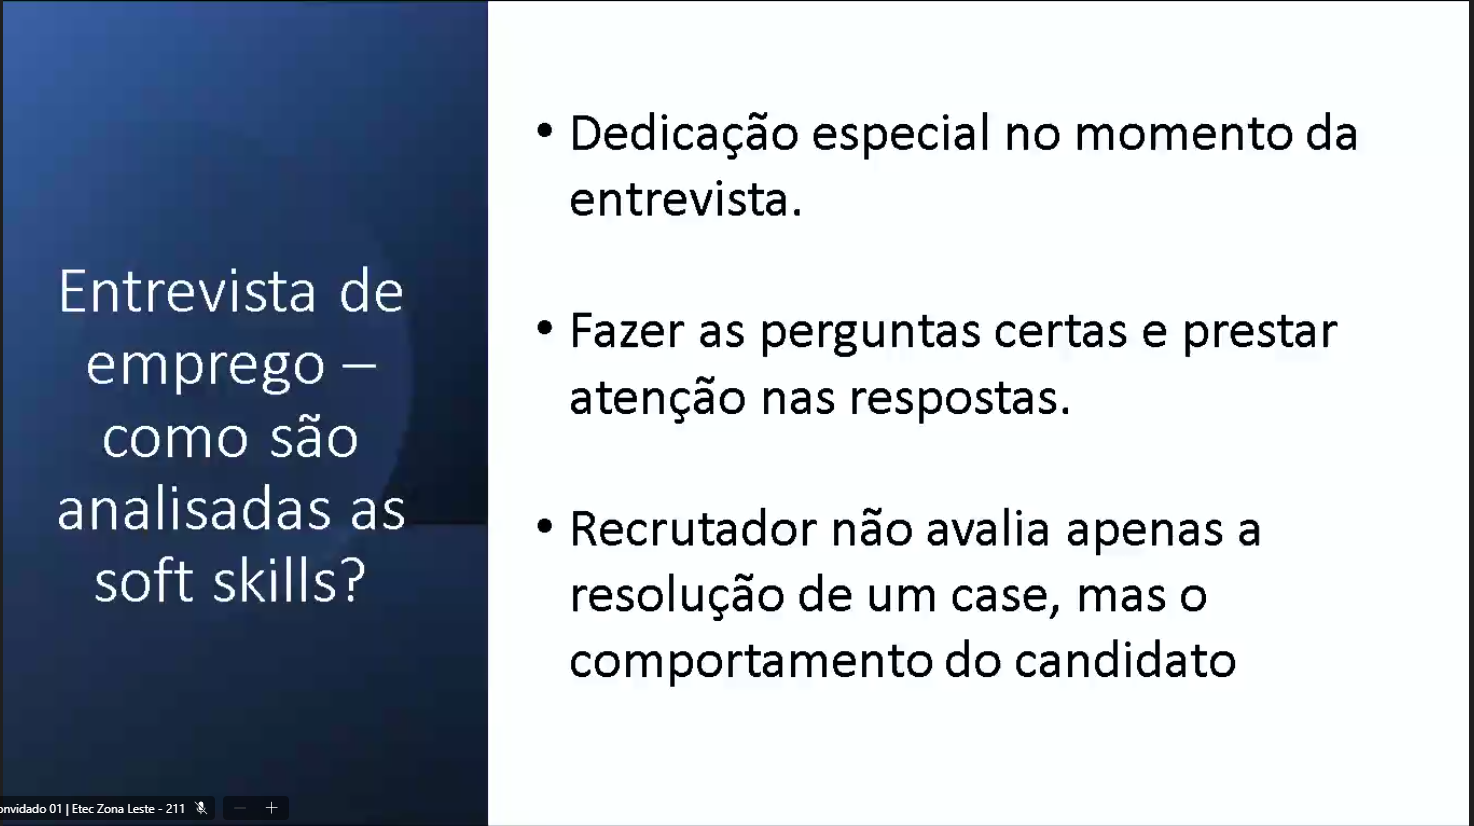 Entrevista de
emprego –
como são
analisadas as
soft skills?
• Dedicação especial no momento da
entrevista.
• Fazer as perguntas certas e prestar
atenção nas respostas.
• Recrutador não avalia apenas a
resolução de um case, mas o
comportamento do candidato
onvidado 01 | Etec Zona Leste - 211